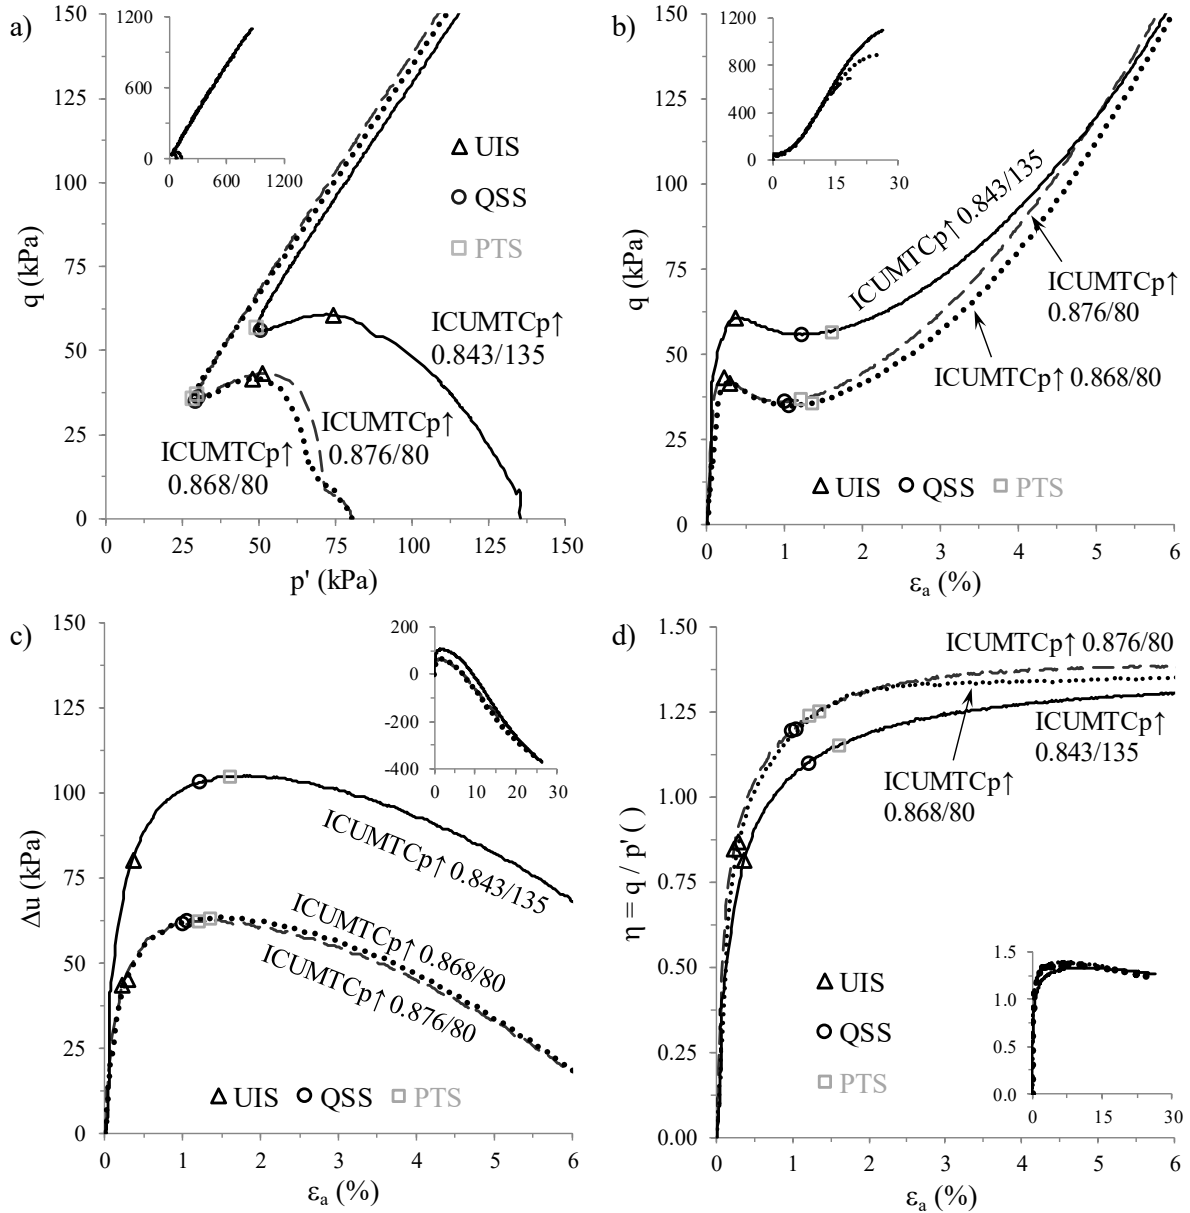 a)
150
125
100
75
50
25
0
q (kPa)
0
25
50
75
100
125
150
p' (kPa)
1200
600
0
0
600
1200
UIS
QSS
PTS
ICUMTCp↑
0.843/135
ICUMTCp↑
0.876/80
ICUMTCp↑
0.868/80
b)
150
125
100
75
50
25
0
q (kPa)
0
1
2
3
4
5
6
εa (%)
1200
800
400
0
0
15
30
ICUMTCp↑ 0.843/135
ICUMTCp↑
0.876/80
ICUMTCp↑ 0.868/80
UIS
QSS
PTS
c)
150
125
100
75
50
25
0
Δu (kPa)
0
1
2
3
4
5
6
εa (%)
200
0
-200
-400
0
10
20
30
ICUMTCp↑ 0.843/135
ICUMTCp↑ 0.868/80
ICUMTCp↑ 0.876/80
UIS
QSS
PTS
d)
1.50
1.25
1.00
0.75
0.50
0.25
0.00
η = q / p' ( )
0
1
2
3
4
5
6
εa (%)
ICUMTCp↑ 0.876/80
ICUMTCp↑
0.843/135
ICUMTCp↑
0.868/80
UIS
QSS
PTS
1.5
1.3
1.0
0.8
0.5
0.3
0.0
0
15
30